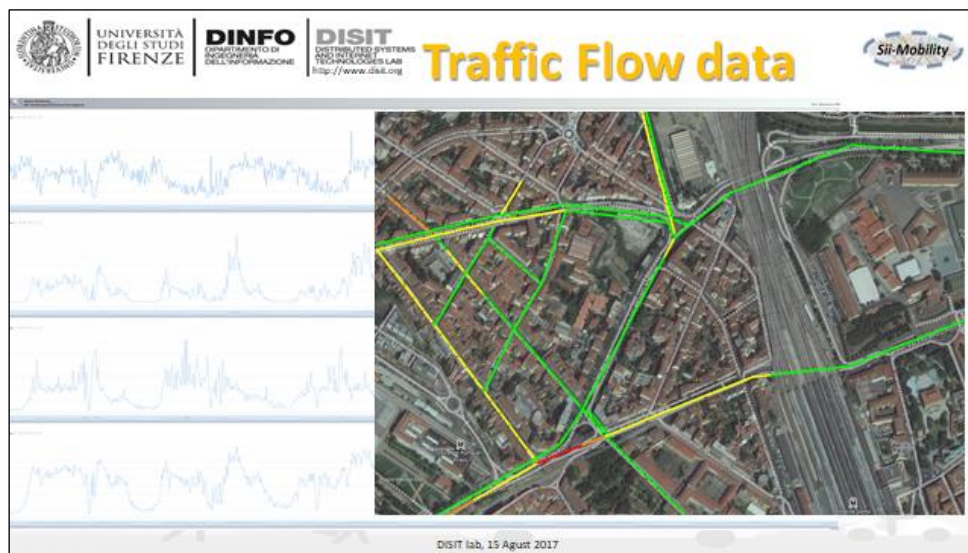 UNIVERSITÀ
DEGLI STUDI
FIRENZE
DINFO
DIPARTIMENTO DI
INGEGNERIA
DELL'INFORMAZIONE
DISIT
DISTRIBUTED SYSTEMS
AND INTERNET
TECHNOLOGIES LAB
http://www.disit.org
Traffic Flow data
Sii-Mobility
DISIT lab, 15 Agust 2017